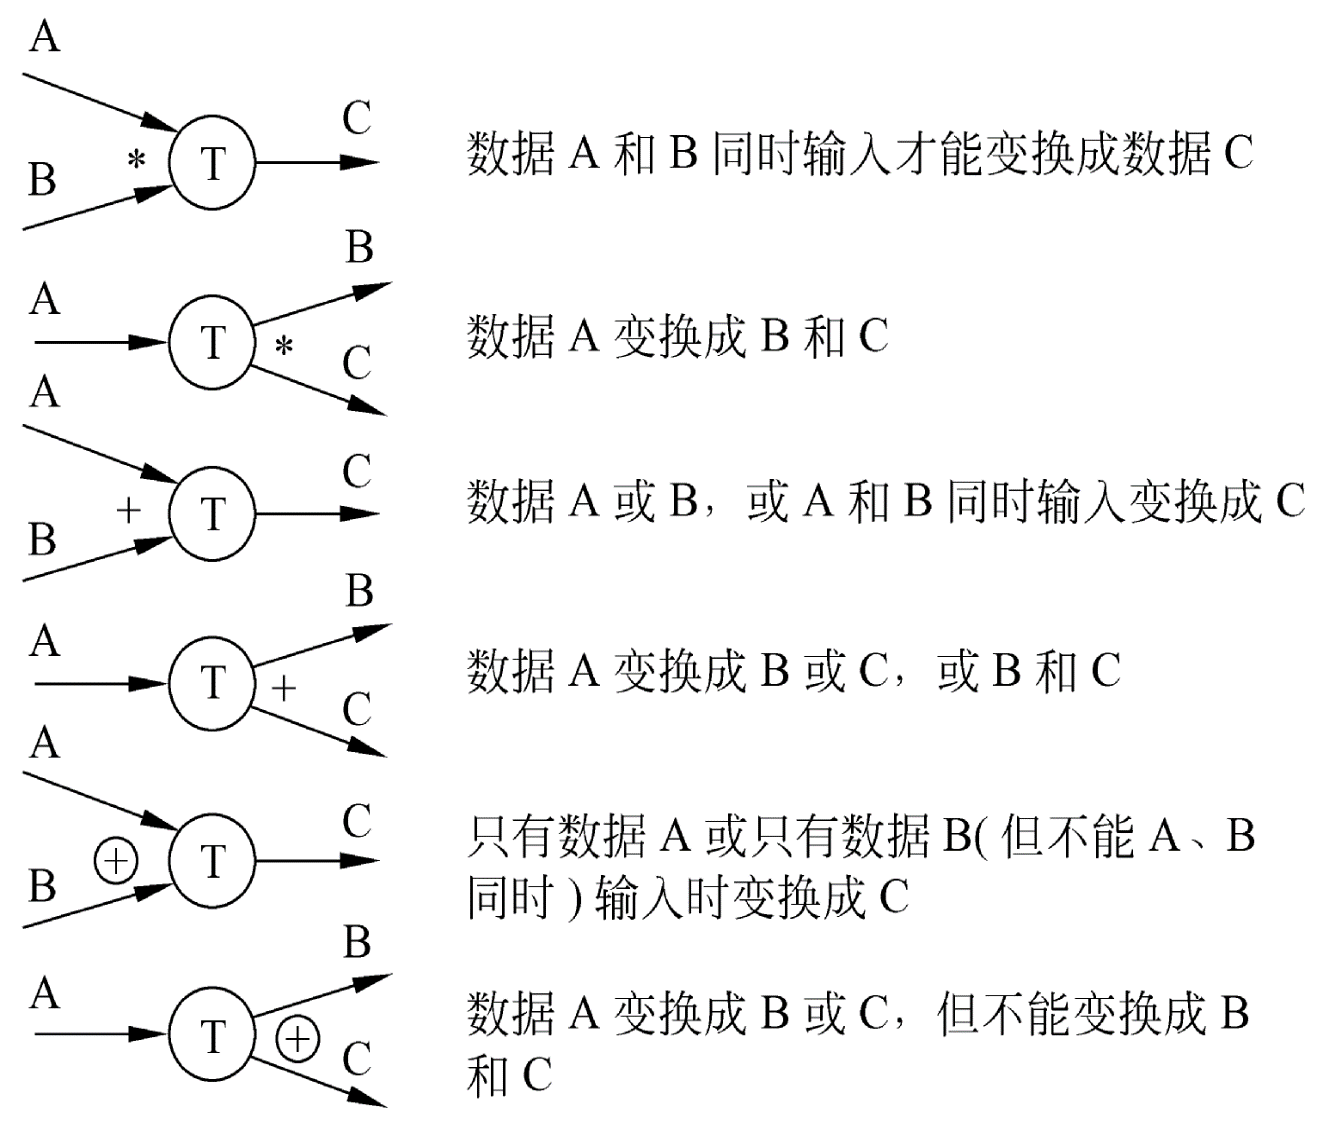 A
C
* T
B
数据 A 和 B 同时输入才能变换成数据 C
B
A
T *
C
数据 A 变换成 B 和 C
A
C
+ T
B
数据 A 或 B，或 A 和 B 同时输入变换成 C
B
A
T +
C
数据 A 变换成 B 或 C，或 B 和 C
A
C
⊕ T
B
只有数据 A 或只有数据 B( 但不能 A、B
同时 ) 输入时变换成 C
B
A
T ⊕
C
数据 A 变换成 B 或 C，但不能变换成 B
和 C